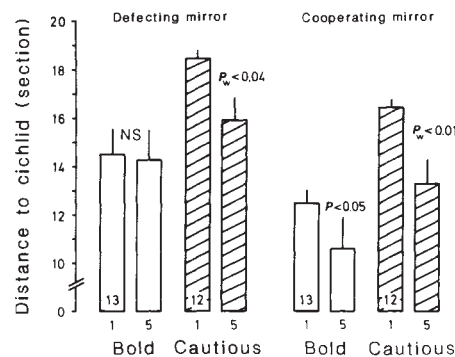 Defecting mirror Cooperating mirror
Distance to cichlid (section)
20
18
16
14
12
10
0
NS
Pw<0.04
P<0.05
Pw<0.01
13 12 13 12
1 5 1 5 1 5 1 5
Bold Cautious Bold Cautious